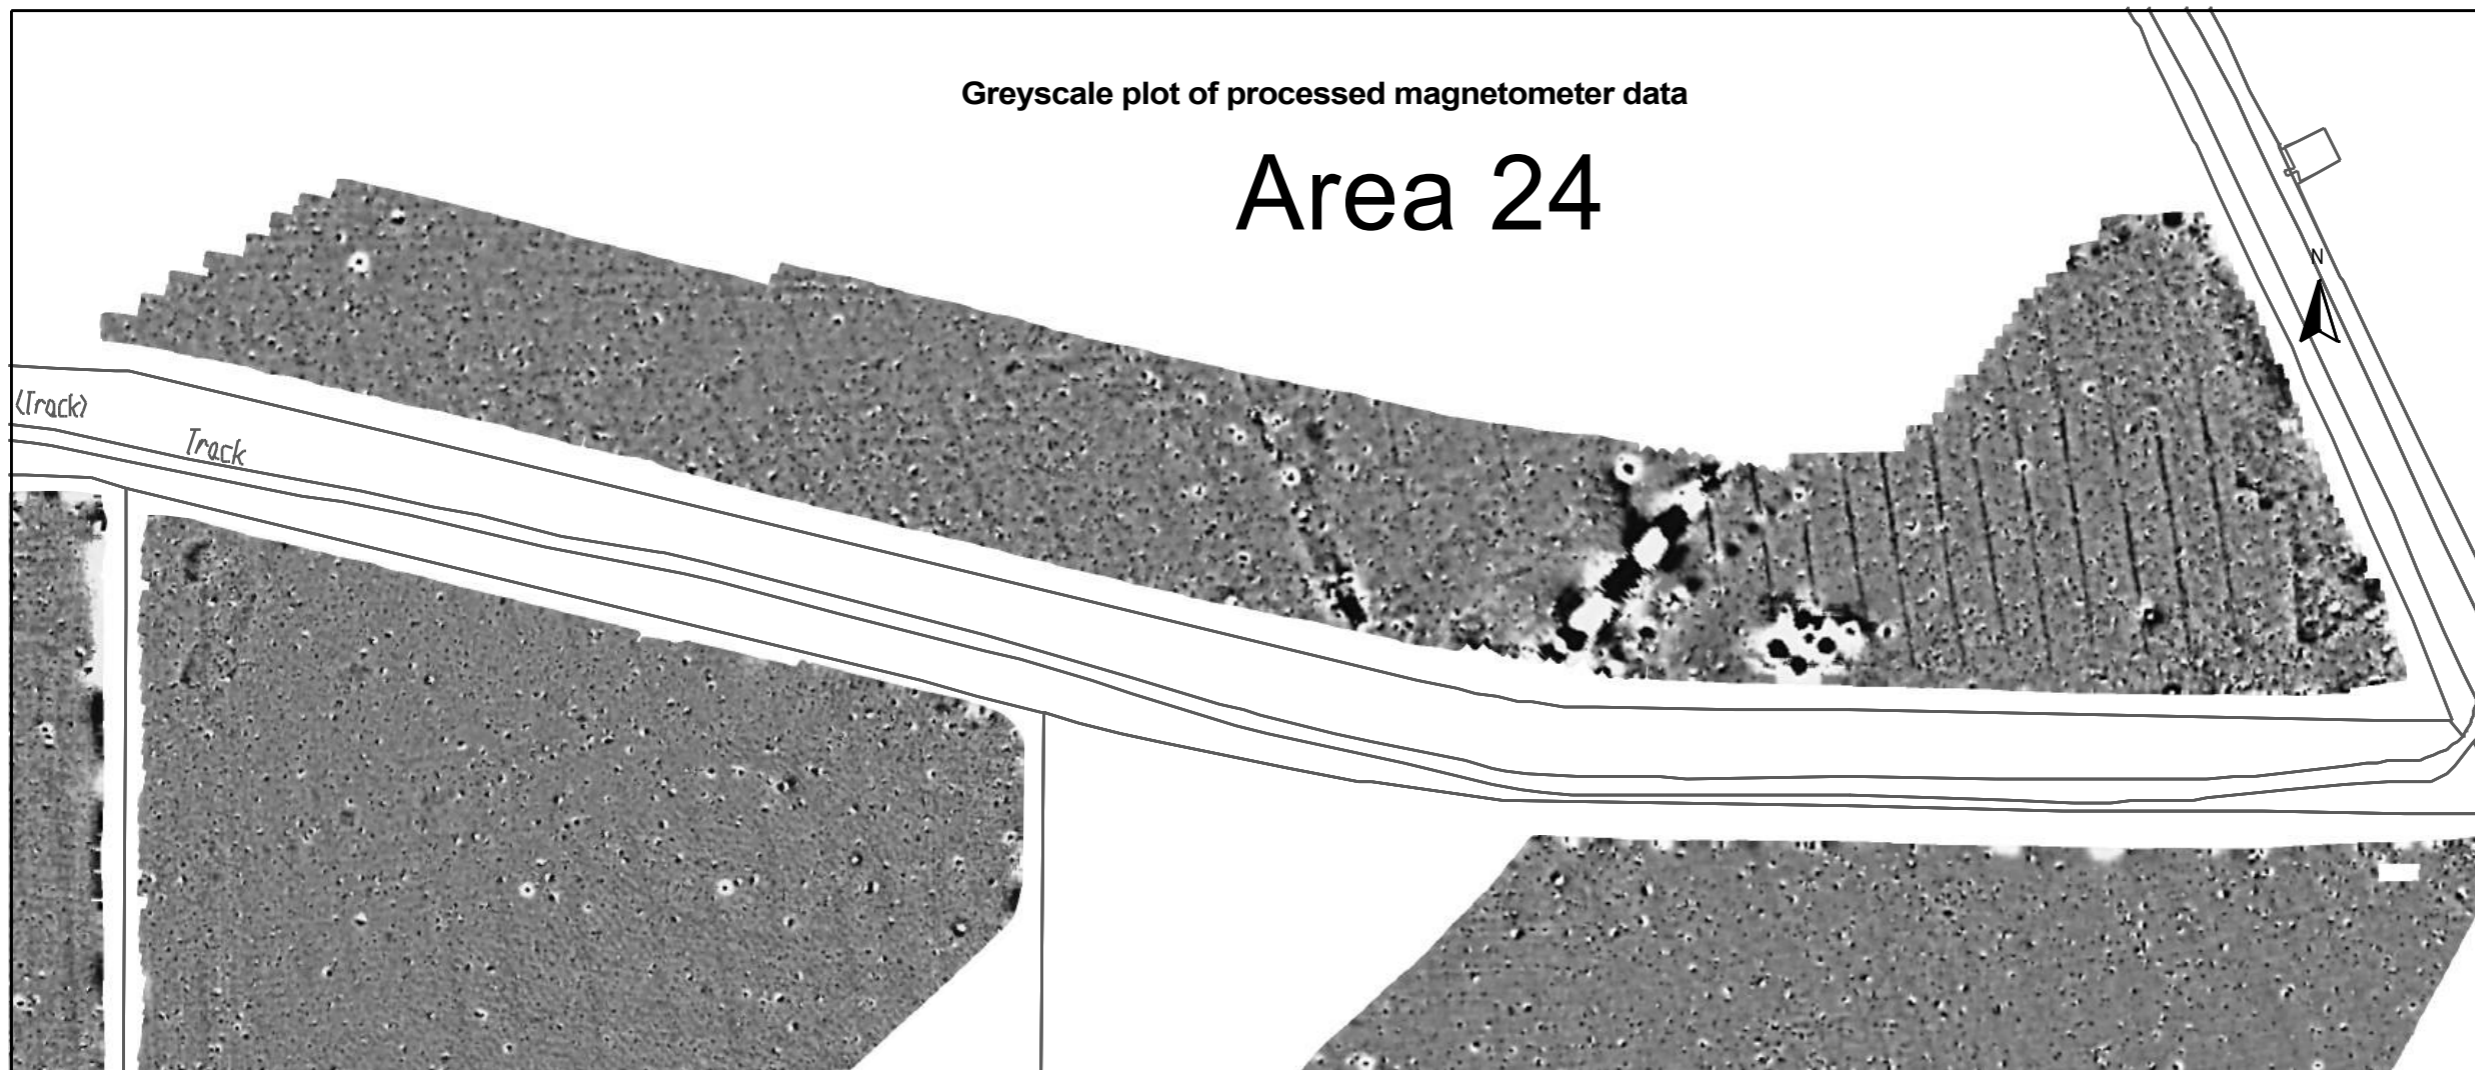 Greyscale plot of processed magnetometer data
Area 24
N
(Track)
Track